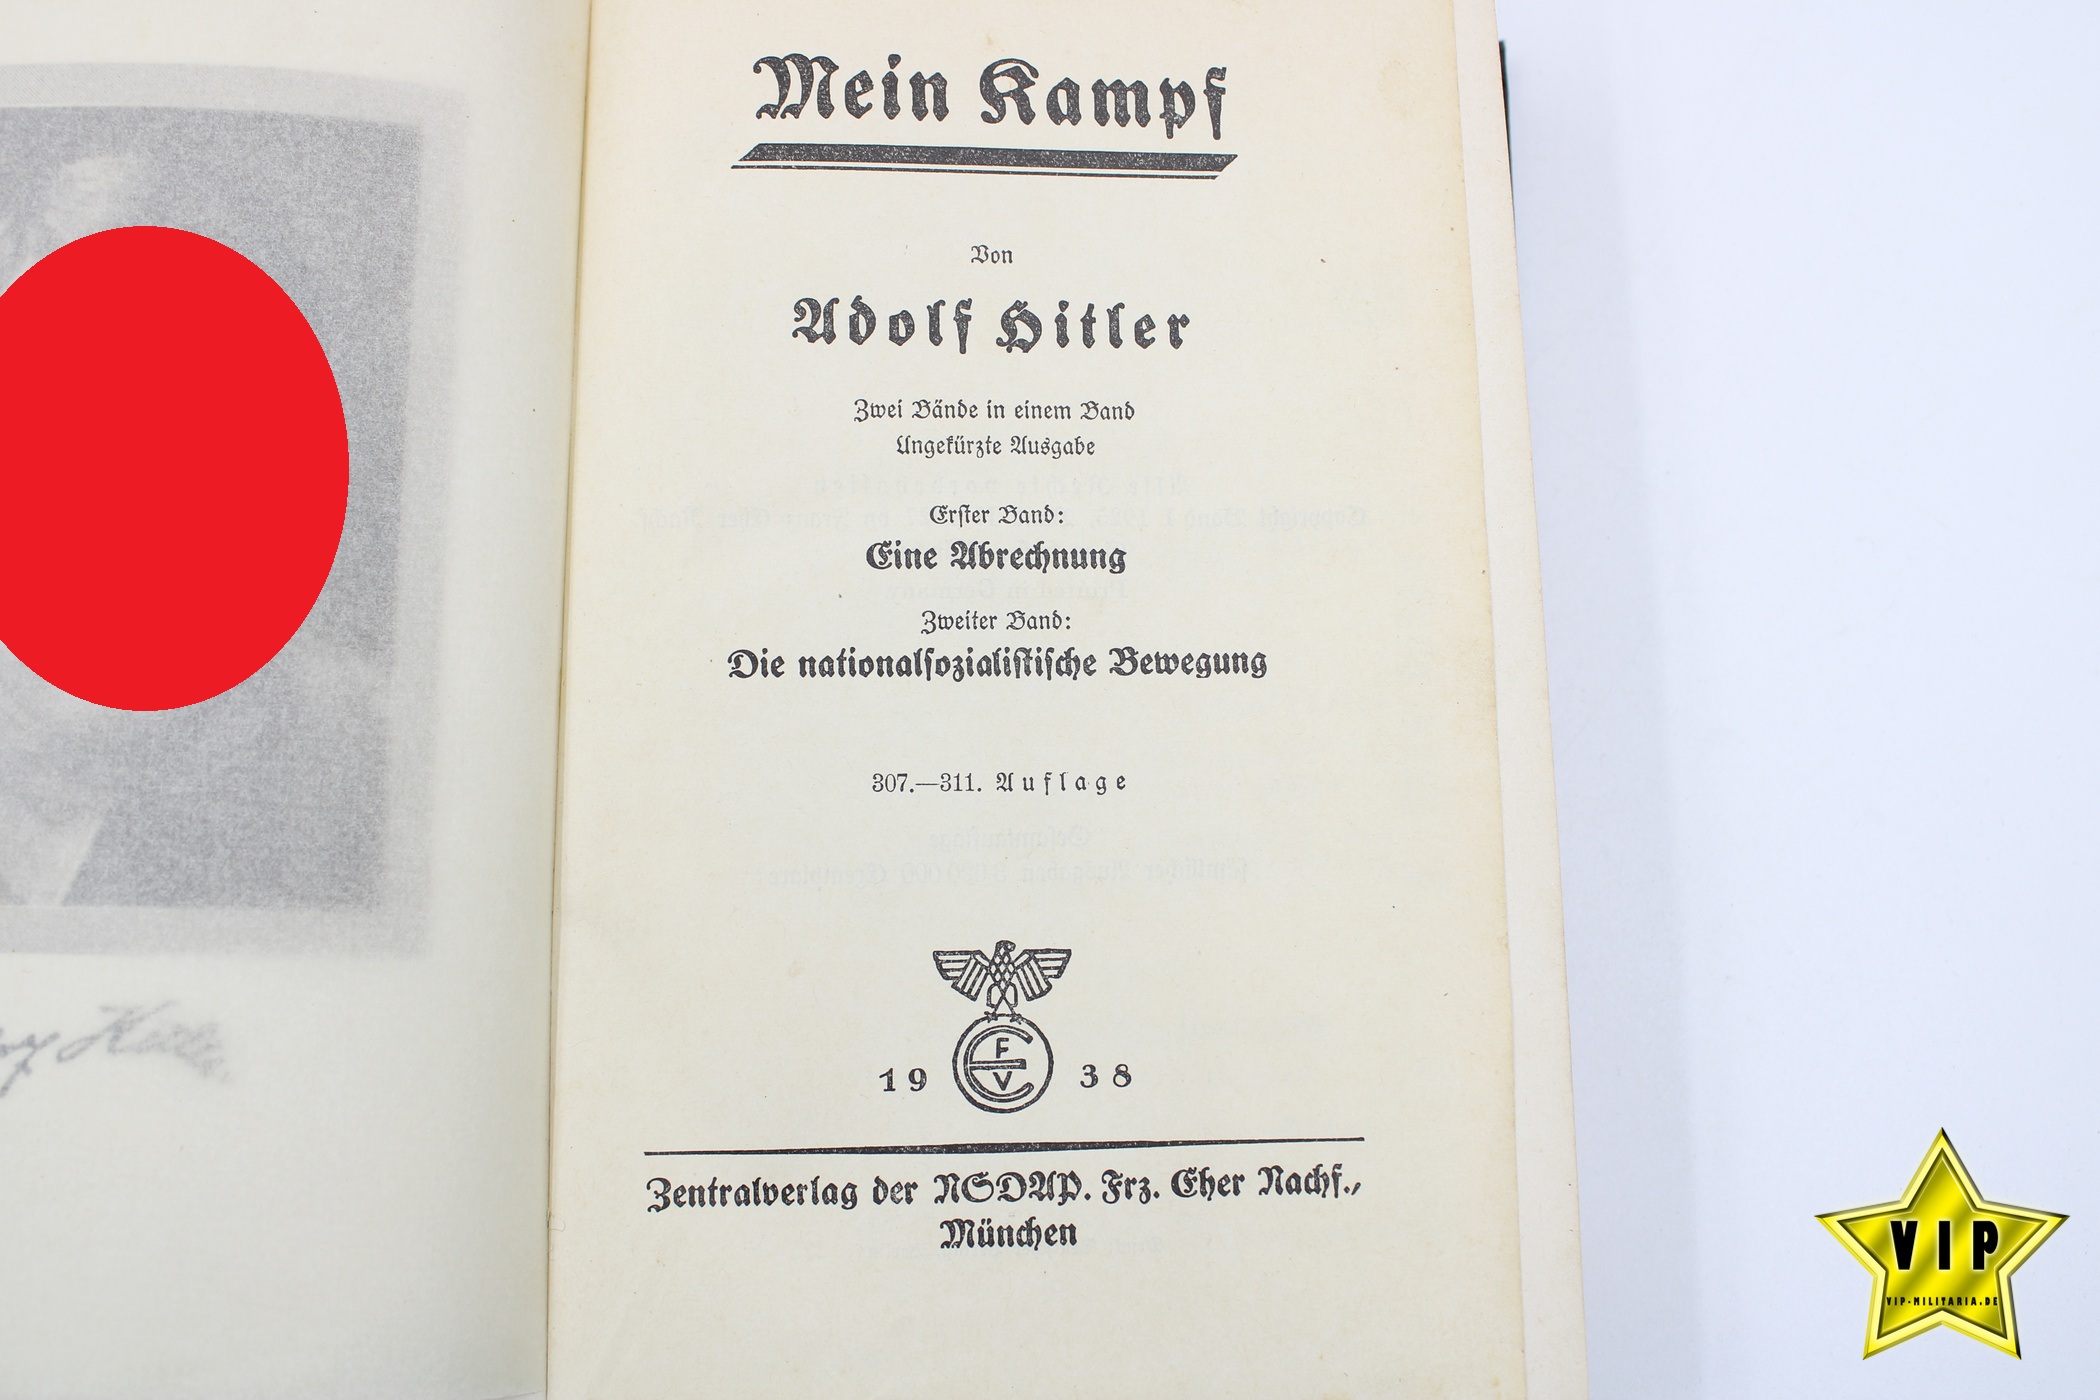 Mein Kampf
Von
Adolf Hitler
Zwei Bände in einem Band
Ungekürzte Ausgabe
Erster Band:
Eine Abrechnung
Zweiter Band:
Die nationalsozialistische Bewegung
307.—311. Auflage
19 FEV 38
Zentralverlag der NSDAP. Frz. Eher Nachf.,
München
VIP
VIP-MILITARIA.DE